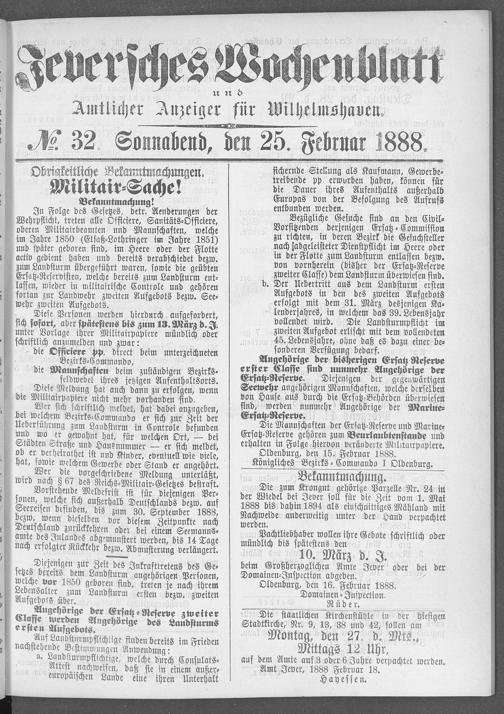 Jeversches Wochenblatt
und
Amtlicher Anzeiger für Wilhelmshaven.
№ 32. Sonnabend, den 25. Februar 1888.
Obrigkeitliche Bekanntmachungen.
Militair-Sache!
Bekanntmachung!
In Folge des Gesetzes, betr. Aenderungen der
Wehrpflicht, treten alle Officiere, Sanitäts-Officiere,
oberen Militairbeamten und Mannschaften, welche
im Jahre 1850 (Elsaß-Lothringer im Jahre 1851)
und später geboren sind, im Heere oder der Flotte
activ gedient haben und bereits verabschiedet bezw.
zum Landsturm übergeführt waren, sowie die geübten
Ersatz-Reservisten, welche bereits zum Landsturm ent-
lassen, wieder in militairische Controle und gehören
fortan zur Landwehr zweiten Aufgebots bezw. See-
wehr zweiten Aufgebots.
Diese Personen werden hierdurch aufgefordert,
sich sofort, aber spätestens bis zum 13. März d. J.
unter Vorlage ihrer Militairpapiere mündlich oder
schriftlich anzumelden und zwar:
die Officiere pp. direct beim unterzeichneten
Bezirks-Commando,
die Mannschaften beim zuständigen Bezirks-
feldwebel ihres jetzigen Aufenthaltsorts.
Diese Meldung hat auch dann zu erfolgen, wenn
die Militairpapiere nicht mehr vorhanden sind.
Wer sich schriftlich meldet, hat dabei anzugeben,
bei welchem Bezirks-Commando er sich zur Zeit der
Ueberführung zum Landsturm in Controle befunden
und wo er gewohnt hat, für welchen Ort, — bei
Städten Straße und Hausnummer — er sich meldet,
ob er verheirathet ist und Kinder, eventuell wie viele,
hat, sowie welchem Gewerbe oder Stand er angehört.
Wer die vorgeschriebene Meldung unterläßt,
wird nach § 67 des Reichs-Militair-Gesetzes bestraft.
Vorstehende Meldefrist ist für diejenigen Per-
sonen, welche sich außerhalb Deutschlands bezw. auf
Seereisen befinden, bis zum 30. September 1888,
bezw. wenn dieselben vor diesem Zeitpunkte nach
Deutschland zurückkehren oder bei einem Seemanns-
amte des Inlandes abgemustert werden, bis 14 Tage
nach erfolgter Rückkehr bezw. Abmusterung verlängert.
Diejenigen zur Zeit des Inkrafttretens des Ge-
setzes bereits dem Landsturm angehörigen Personen,
welche vor 1850 geboren sind, treten je nach ihrem
Lebensalter zum Landsturm ersten bezw. zweiten
Aufgebots über.
Angehörige der Ersatz-Reserve zweiter
Classe werden Angehörige des Landsturms
ersten Aufgebots.
Auf Landsturmpflichtige finden bereits im Frieden
nachstehende Bestimmungen Anwendung:
a. Landsturmpflichtige, welche durch Consulats-
Attest nachweisen, daß sie in einem außer-
europäischen Lande eine ihren Unterhalt
sichernde Stellung als Kaufmann, Gewerbe-
treibende pp. erworben haben, können für
die Dauer ihres Aufenthalts außerhalb
Europas von der Befolgung des Aufrufs
entbunden werden.
Bezügliche Gesuche sind an den Civil-
Vorsitzenden derjenigen Ersatz-Commission
zu richten, in deren Bezirk die Gesuchsteller
nach abgeleisteter Dienstpflicht im Heere oder
in der Flotte zum Landsturm entlassen bezw.
von vornherein (bisher der Ersatz-Reserve
zweiter Classe) dem Landsturm überwiesen sind.
b. Der Uebertritt aus dem Landsturm ersten
Aufgebots in den des zweiten Aufgebots
erfolgt mit dem 31. März desjenigen Ka-
lenderjahres, in welchem das 39. Lebensjahr
vollendet wird. Die Landsturmpflicht im
zweiten Aufgebot erlischt mit dem vollendeten
45. Lebensjahre, ohne daß es dazu einer be-
sonderen Verfügung bedarf.
Angehörige der bisherigen Ersatz-Reserve
erster Classe sind nunmehr Angehörige der
Ersatz-Reserve. Diejenigen der gegenwärtigen
Seewehr angehörigen Mannschaften, welche derselben
von Hause aus durch die Ersatz-Behörden überwiesen
sind, werden nunmehr Angehörige der Marine-
Ersatz-Reserve.
Die Mannschaften der Ersatz-Reserve und Marine-
Ersatz-Reserve gehören zum Beurlaubtenstande und
erhalten in Folge hiervon veränderte Militairpapiere.
Oldenburg, den 15. Februar 1888.
Königliches Bezirks-Commando I Oldenburg.
Bekanntmachung.
Die zum Krongut gehörige Parzelle Nr. 24 in
der Wiedel bei Jever soll für die Zeit vom 1. Mai
1888 bis dahin 1894 als einschnittiges Mähland mit
Nachweide anderweitig unter der Hand verpachtet
werden.
Pachtliebhaber wollen ihre Gebote schriftlich oder
mündlich bis spätestens den
10. März d. J.
beim Großherzoglichen Amte Jever oder bei der
Domainen-Inspection abgeben.
Oldenburg, den 16. Februar 1888.
Domainen-Inspection.
Rüder.
Die staatlichen Kirchenstühle in der hiesigen
Stadtkirche, Nr. 9, 13, 38 und 42, sollen am
Montag, den 27. d. Mts.,
Mittags 12 Uhr,
auf dem Amte auf 3 oder 6 Jahre verpachtet werden.
Amt Jever, 1888 Februar 18.
Hayessen.